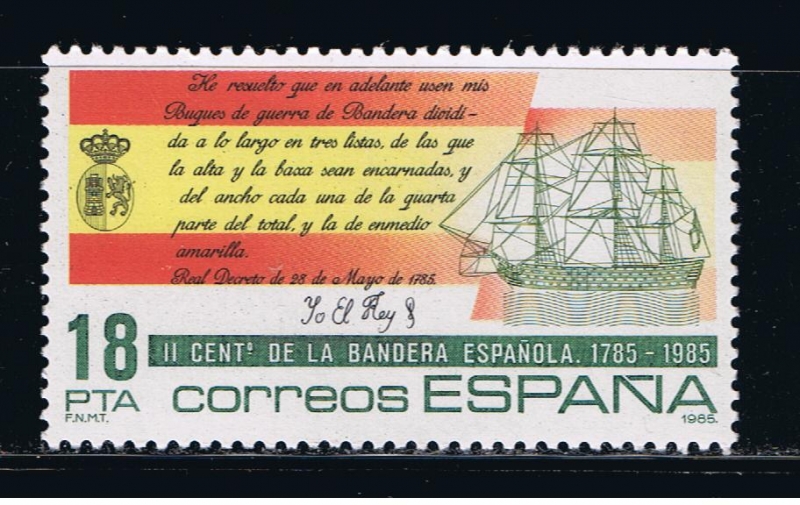 He resuelto que en adelante usen mis
Buques de guerra de Bandera dividi-
da a lo largo en tres listas, de las que
la alta y la baxa sean encarnadas, y
del ancho cada una de la quarta
parte del total, y la de enmedio
amarilla.
Real Decreto de 28 de Mayo de 1785.
Yo El Rey
18
PTA
F.N.M.T.
II CENTº DE LA BANDERA ESPAÑOLA. 1785 - 1985
correos ESPAÑA
1985.